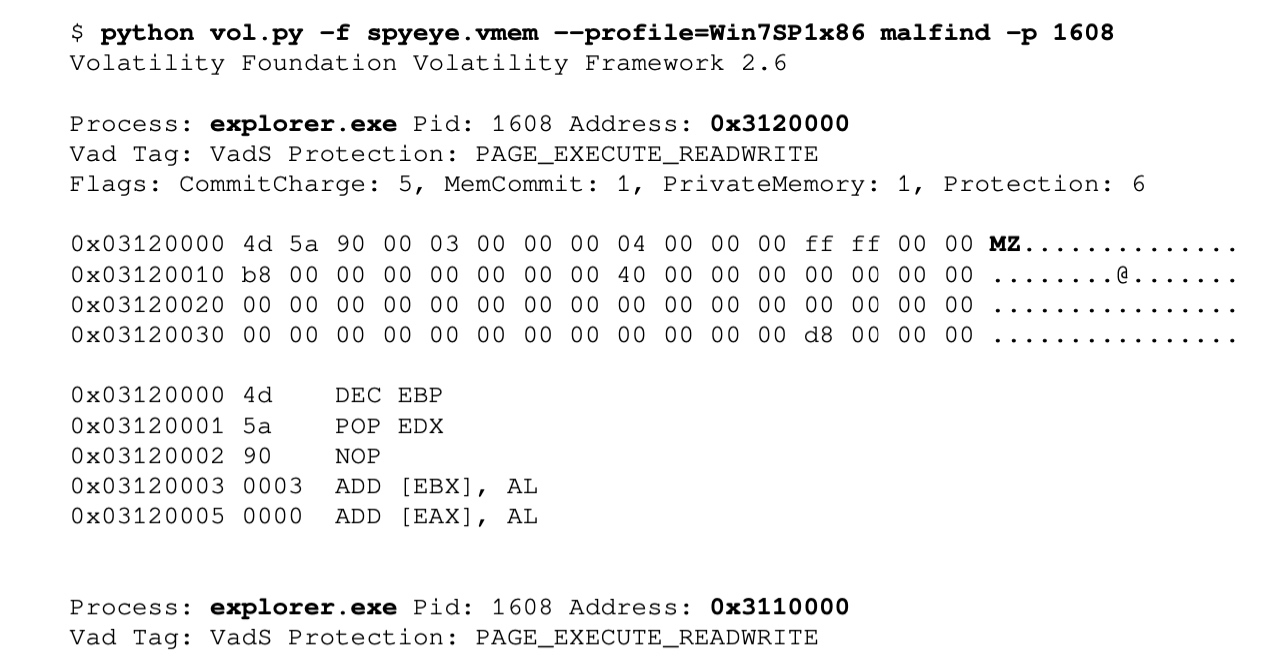 $ python vol.py -f spyeye.vmem --profile=Win7SP1x86 malfind -p 1608
Volatility Foundation Volatility Framework 2.6
Process: explorer.exe Pid: 1608 Address: 0x3120000
Vad Tag: VadS Protection: PAGE_EXECUTE_READWRITE
Flags: CommitCharge: 5, MemCommit: 1, PrivateMemory: 1, Protection: 6
0x03120000 4d 5a 90 00 03 00 00 00 04 00 00 00 ff ff 00 00 MZ..............
0x03120010 b8 00 00 00 00 00 00 00 40 00 00 00 00 00 00 00 ........@.......
0x03120020 00 00 00 00 00 00 00 00 00 00 00 00 00 00 00 00 ................
0x03120030 00 00 00 00 00 00 00 00 00 00 00 00 d8 00 00 00 ................
0x03120000 4d DEC EBP
0x03120001 5a POP EDX
0x03120002 90 NOP
0x03120003 0003 ADD [EBX], AL
0x03120005 0000 ADD [EAX], AL
Process: explorer.exe Pid: 1608 Address: 0x3110000
Vad Tag: VadS Protection: PAGE_EXECUTE_READWRITE